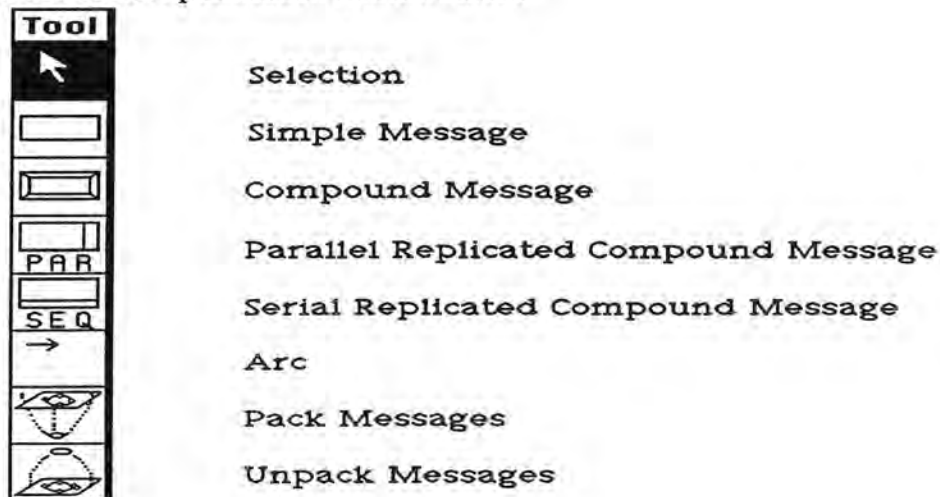 Tool
Selection
Simple Message
Compound Message
PAR
Parallel Replicated Compound Message
SEQ
Serial Replicated Compound Message
Arc
Pack Messages
Unpack Messages